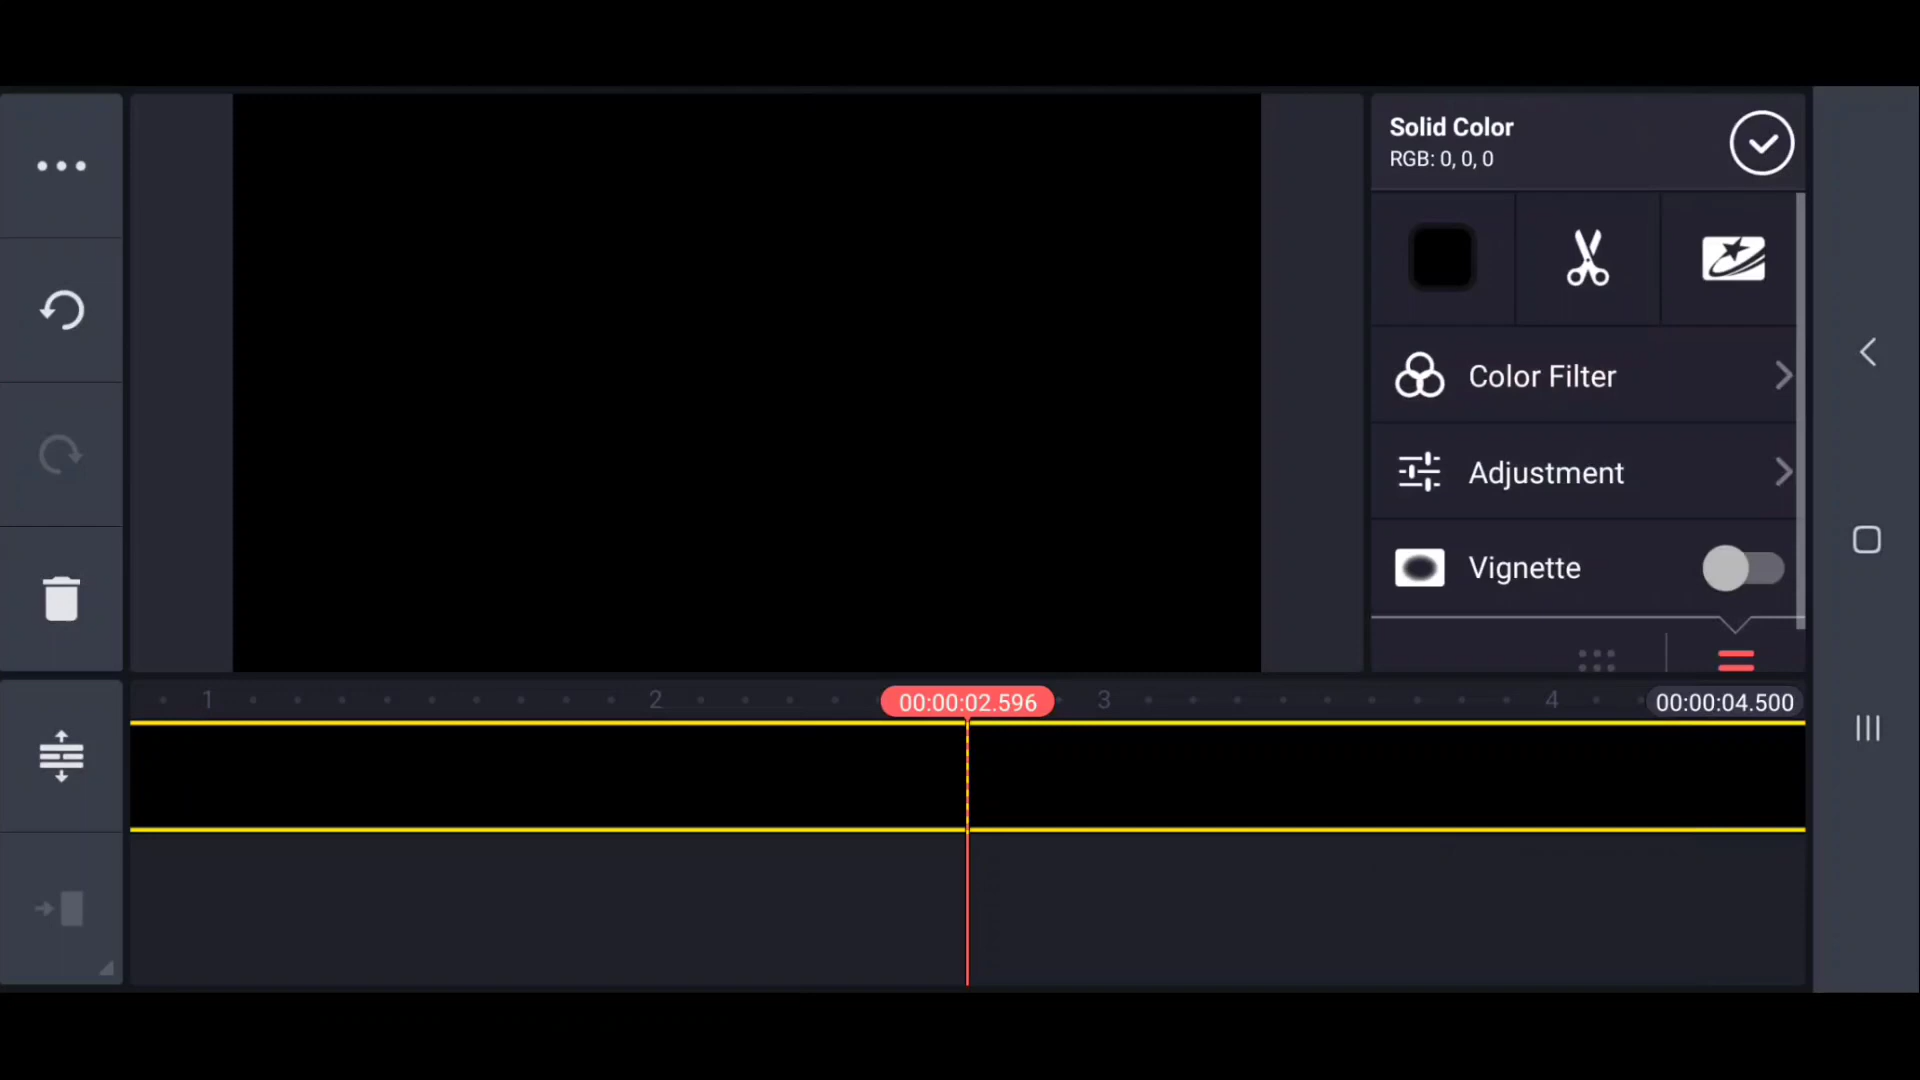 Solid Color
RGB: 0, 0, 0
Color Filter
Adjustment
Vignette
1 2 00:00:02.596 3 4 00:00:04.500